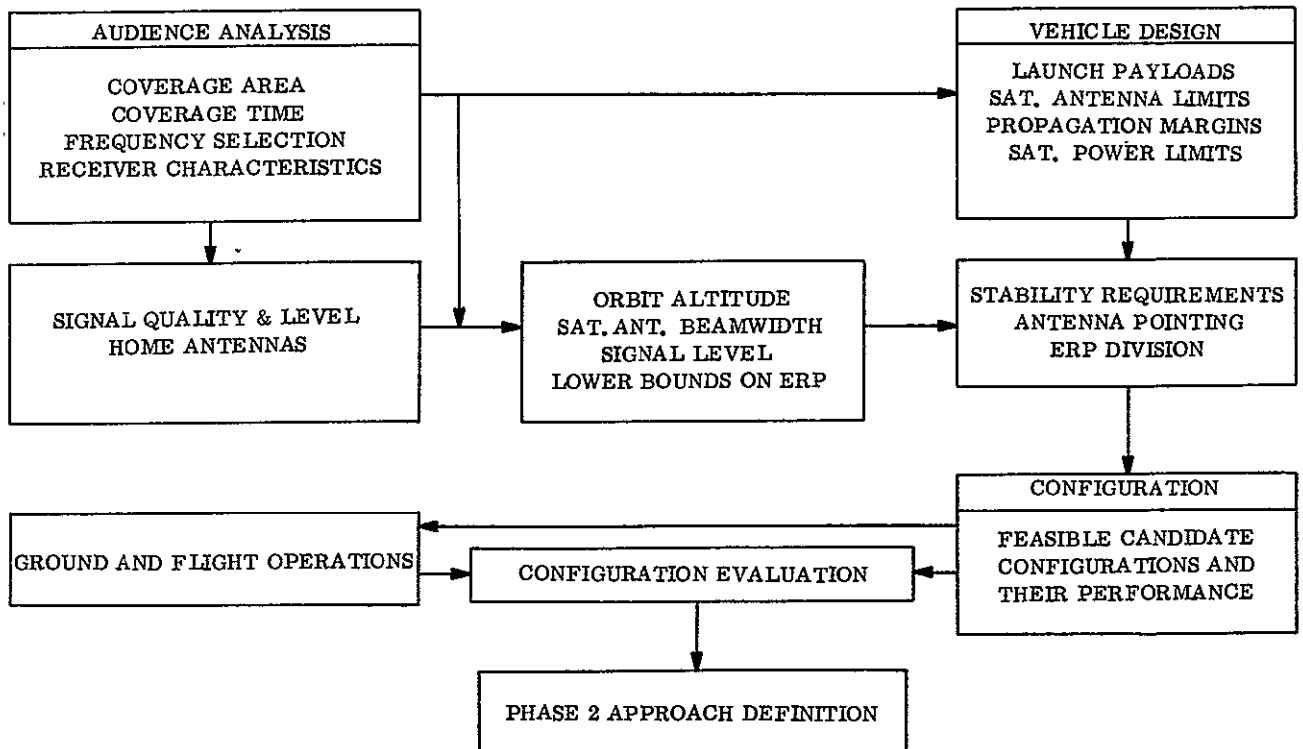 AUDIENCE ANALYSIS
COVERAGE AREA
COVERAGE TIME
FREQUENCY SELECTION
RECEIVER CHARACTERISTICS
VEHICLE DESIGN
LAUNCH PAYLOADS
SAT. ANTENNA LIMITS
PROPAGATION MARGINS
SAT. POWER LIMITS
SIGNAL QUALITY & LEVEL
HOME ANTENNAS
ORBIT ALTITUDE
SAT. ANT. BEAMWIDTH
SIGNAL LEVEL
LOWER BOUNDS ON ERP
STABILITY REQUIREMENTS
ANTENNA POINTING
ERP DIVISION
CONFIGURATION
FEASIBLE CANDIDATE
CONFIGURATIONS AND
THEIR PERFORMANCE
GROUND AND FLIGHT OPERATIONS
CONFIGURATION EVALUATION
PHASE 2 APPROACH DEFINITION